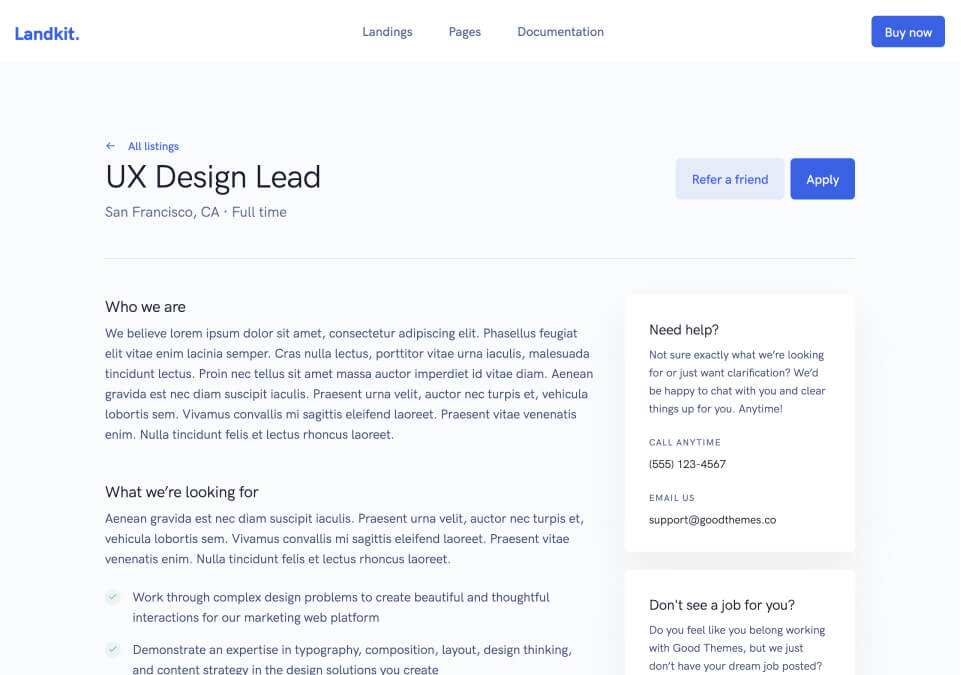 Landkit.
Landings
Pages
Documentation
Buy now
← All listings
UX Design Lead
San Francisco, CA · Full time
Refer a friend
Apply
Who we are
We believe lorem ipsum dolor sit amet, consectetur adipiscing elit. Phasellus feugiat
elit vitae enim lacinia semper. Cras nulla lectus, porttitor vitae urna iaculis, malesuada
tincidunt lectus. Proin nec tellus sit amet massa auctor imperdiet id vitae diam. Aenean
gravida est nec diam suscipit iaculis. Praesent urna velit, auctor nec turpis et, vehicula
lobortis sem. Vivamus convallis mi sagittis eleifend laoreet. Praesent vitae venenatis
enim. Nulla tincidunt felis et lectus rhoncus laoreet.
What we’re looking for
Aenean gravida est nec diam suscipit iaculis. Praesent urna velit, auctor nec turpis et,
vehicula lobortis sem. Vivamus convallis mi sagittis eleifend laoreet. Praesent vitae
venenatis enim. Nulla tincidunt felis et lectus rhoncus laoreet.
Work through complex design problems to create beautiful and thoughtful
interactions for our marketing web platform
Demonstrate an expertise in typography, composition, layout, design thinking,
and content strategy in the design solutions you create
Need help?
Not sure exactly what we’re looking
for or just want clarification? We’d
be happy to chat with you and clear
things up for you. Anytime!
CALL ANYTIME
(555) 123-4567
EMAIL US
support@goodthemes.co
Don't see a job for you?
Do you feel like you belong working
with Good Themes, but we just
don’t have your dream job posted?